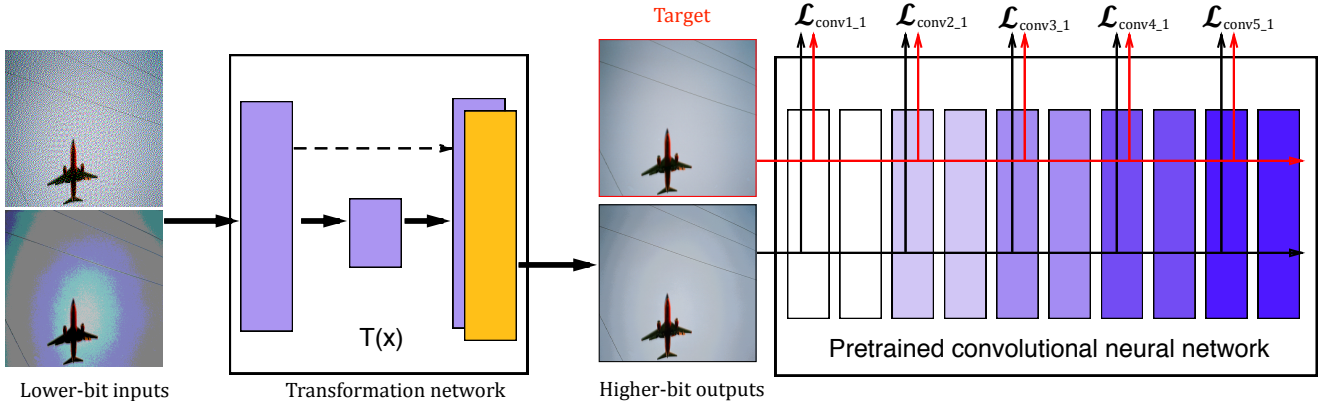 Target
ℒconv1_1
ℒconv2_1
ℒconv3_1
ℒconv4_1
ℒconv5_1
T(x)
Pretrained convolutional neural network
Lower-bit inputs
Transformation network
Higher-bit outputs